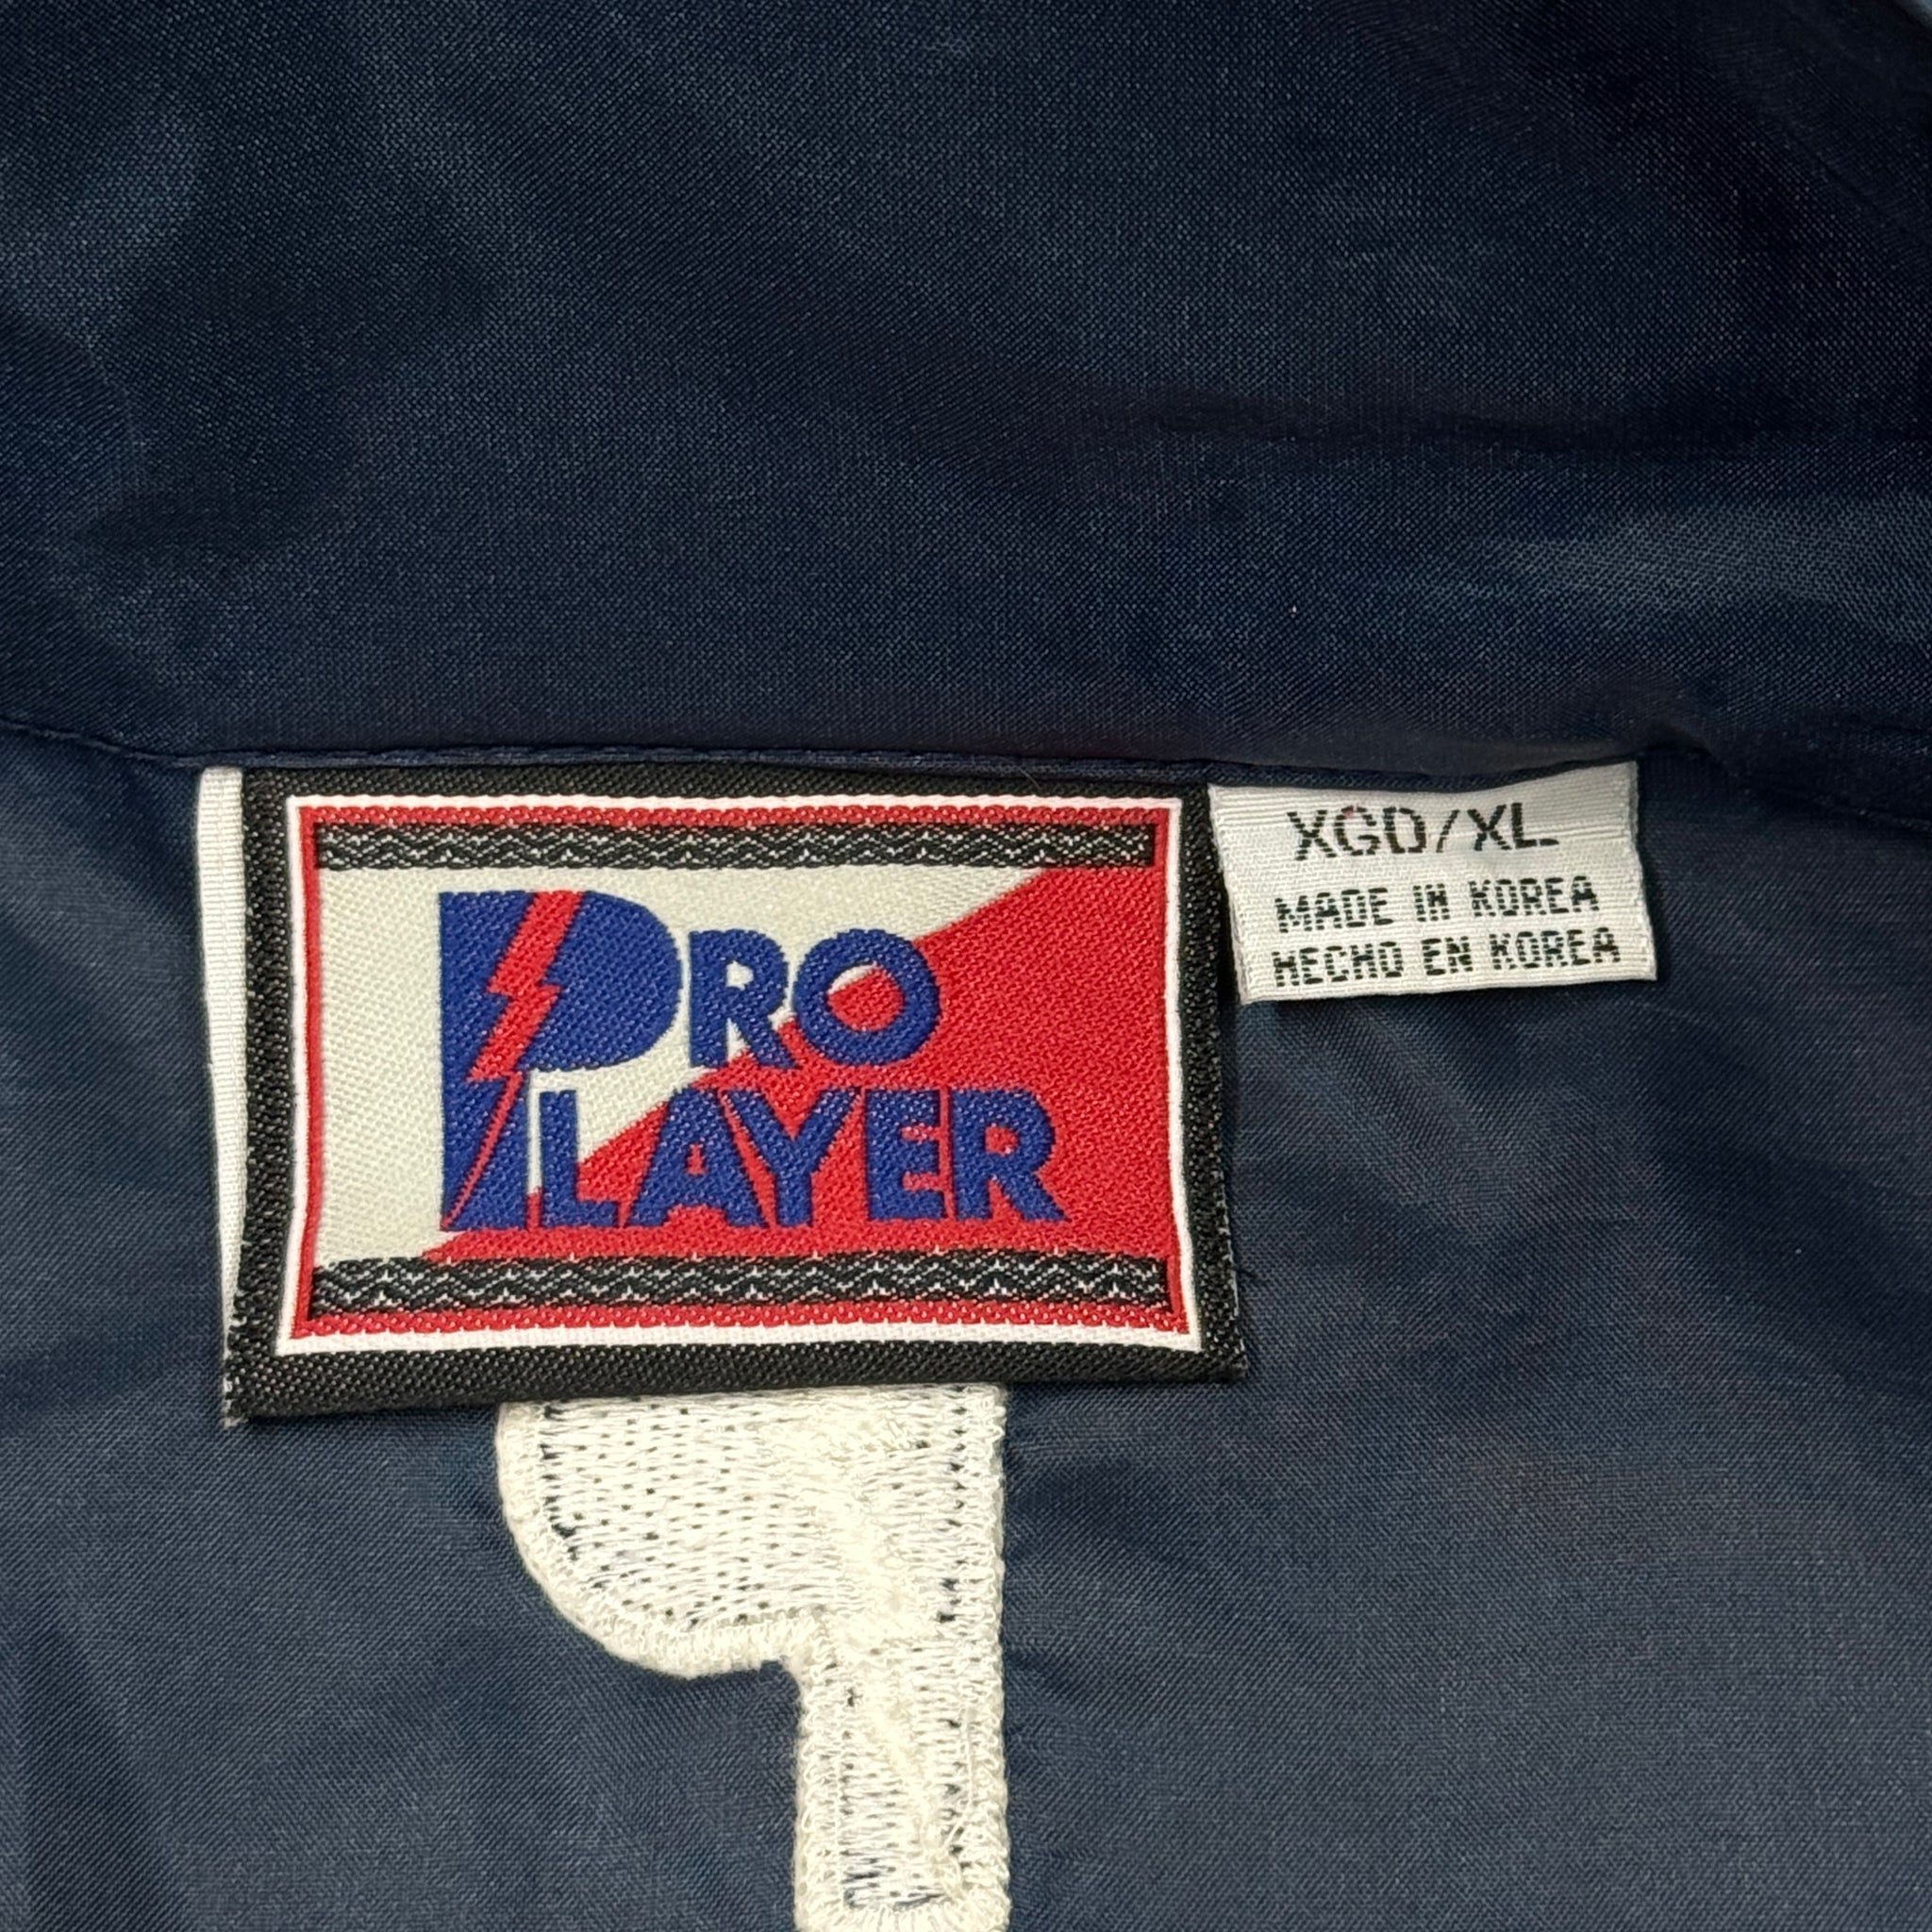 PRO
PLAYER
XGD/XL
MADE IN KOREA
HECHO EN KOREA